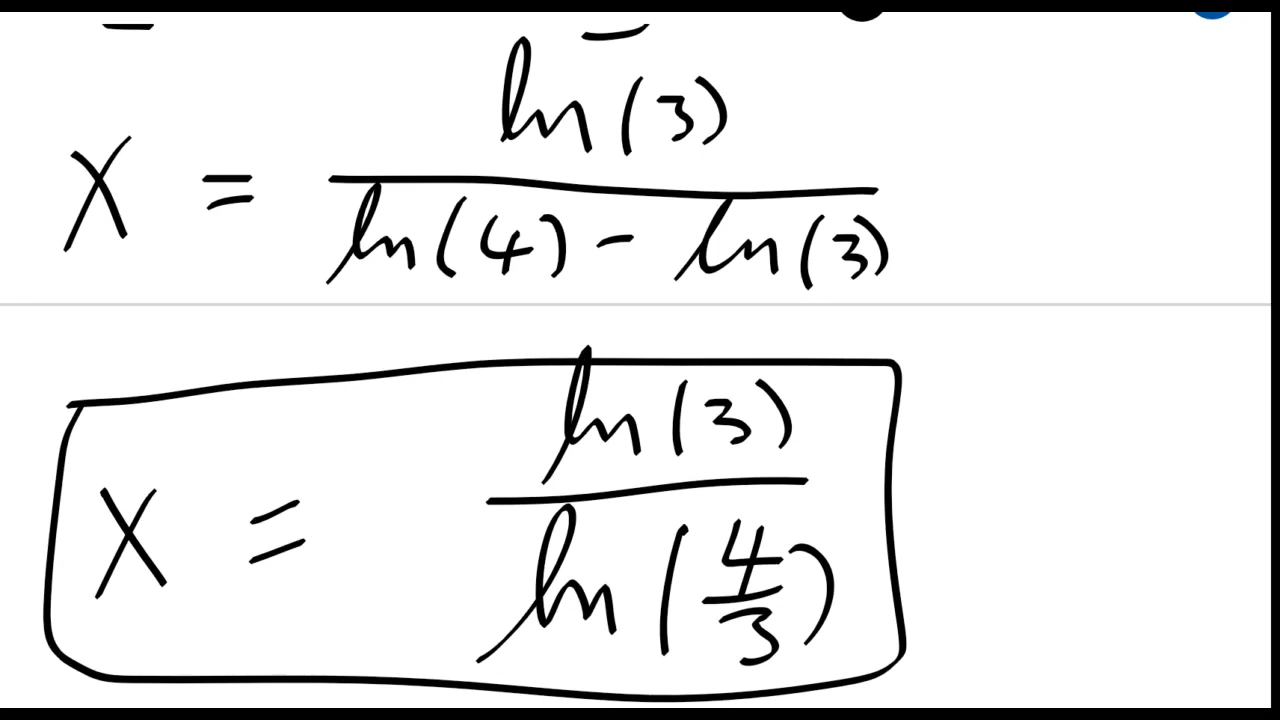 X = ln(3) / ln(4) - ln(3)
X = ln(3) / ln(4/3)